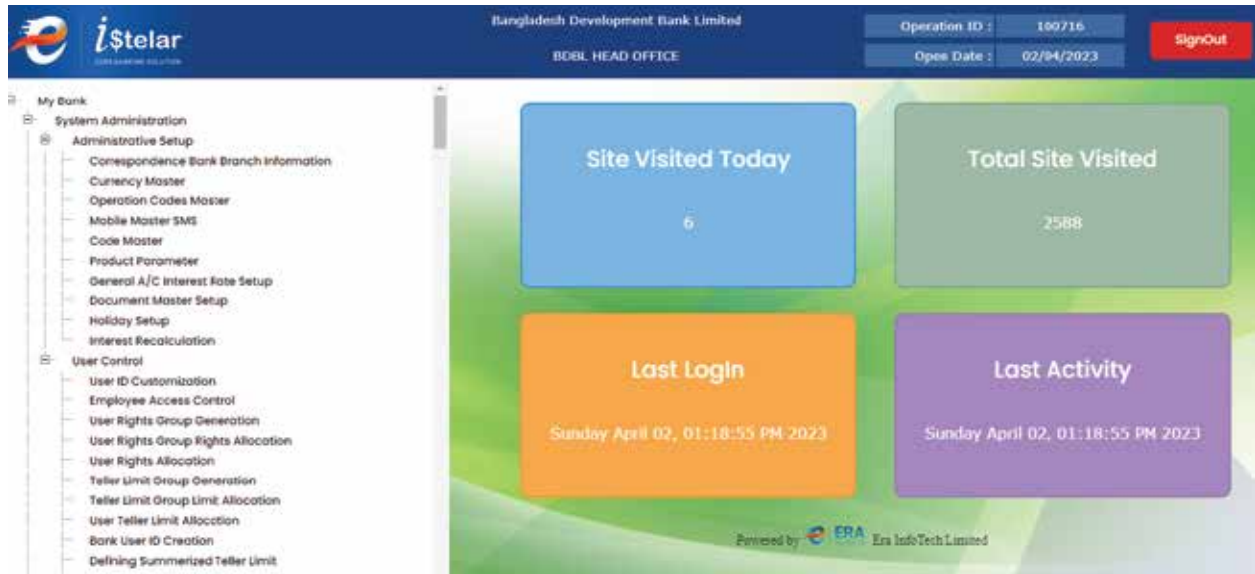 iStelar
CORE BANKING SOLUTION
Bangladesh Development Bank Limited
BDBL HEAD OFFICE
Operation ID : 100716
Open Date : 02/04/2023
SignOut
My Bank
System Administration
Administrative Setup
Correspondence Bank Branch Information
Currency Master
Operation Codes Master
Mobile Master SMS
Code Master
Product Parameter
General A/C Interest Rate Setup
Document Master Setup
Holiday Setup
Interest Recalculation
User Control
User ID Customization
Employee Access Control
User Rights Group Generation
User Rights Group Rights Allocation
User Rights Allocation
Teller Limit Group Generation
Teller Limit Group Limit Allocation
User Teller Limit Allocation
Bank User ID Creation
Defining Summerized Teller Limit
Site Visited Today
6
Total Site Visited
2588
Last Login
Sunday April 02, 01:18:55 PM 2023
Last Activity
Sunday April 02, 01:18:55 PM 2023
Powered by ERA Era InfoTech Limited